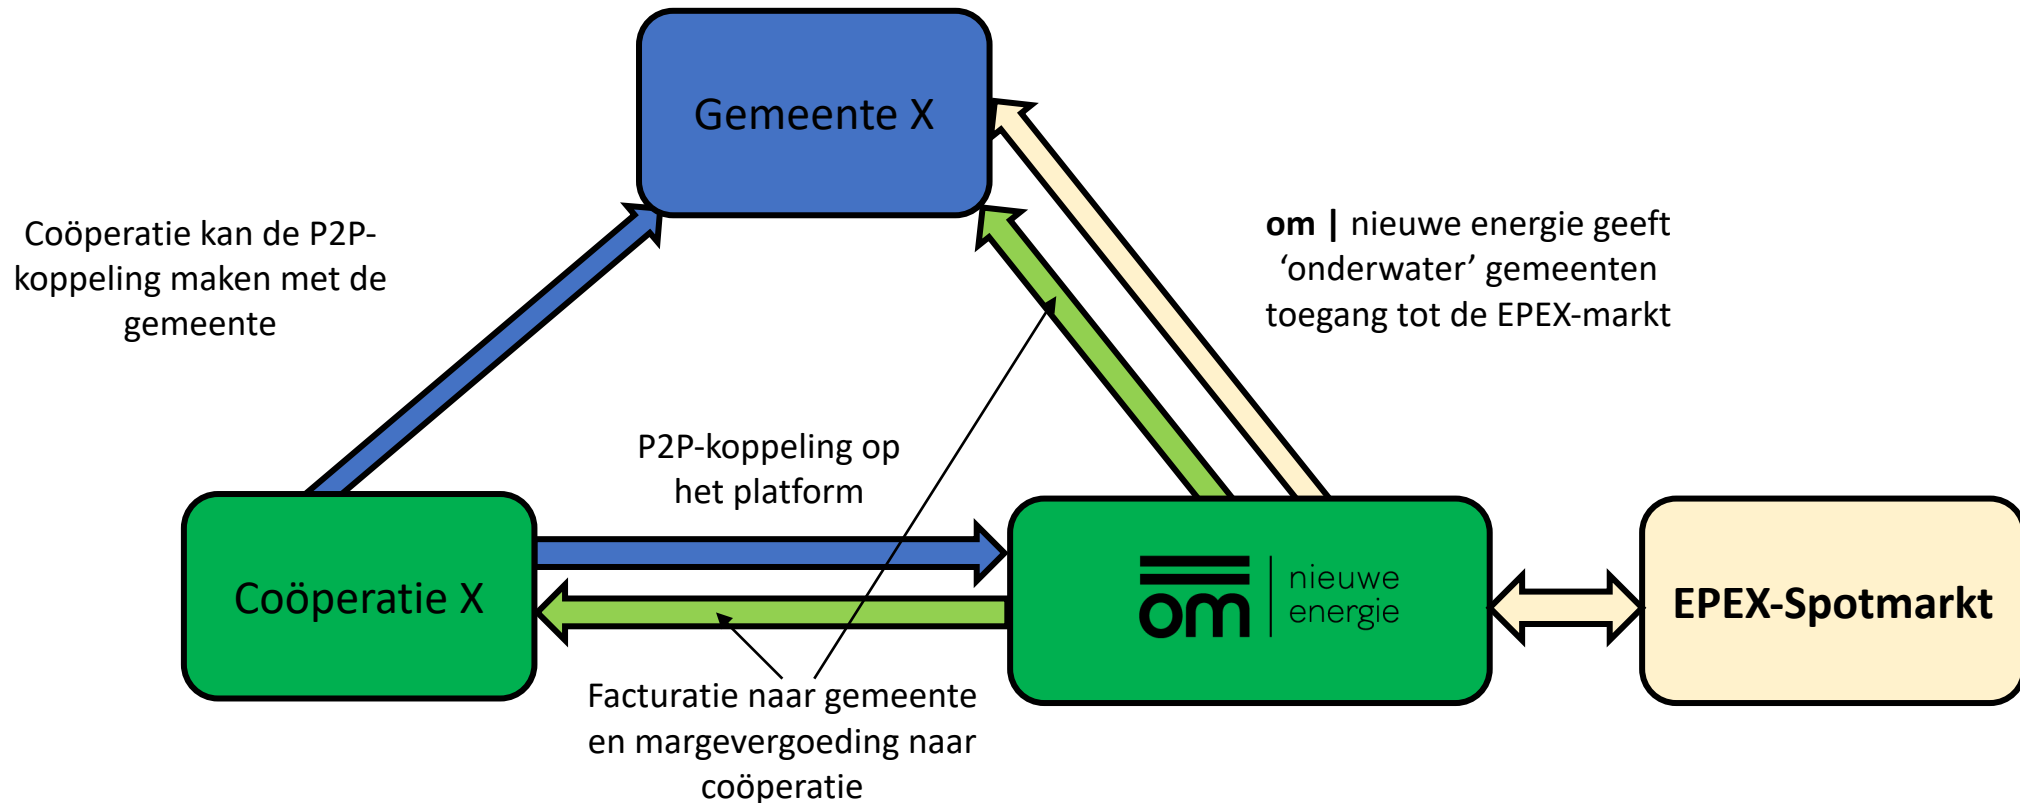 Gemeente X
Coöperatie kan de P2P-
koppeling maken met de
gemeente
om | nieuwe energie geeft
‘onderwater’ gemeenten
toegang tot de EPEX-markt
P2P-koppeling op
het platform
Coöperatie X
om | nieuwe
energie
EPEX-Spotmarkt
Facturatie naar gemeente
en margevergoeding naar
coöperatie